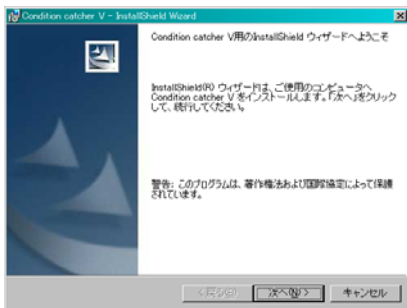 Condition catcher V - InstallShield Wizard
Condition catcher V用のInstallShield ウィザードへようこそ
InstallShield(R) ウィザードは、ご使用のコンピュータへ
Condition catcher V をインストールします。「次へ」をクリック
して、続行してください。
警告: このプログラムは、著作権法および国際協定によって保護
されています。
< 戻る(B) 次へ(N) > キャンセル